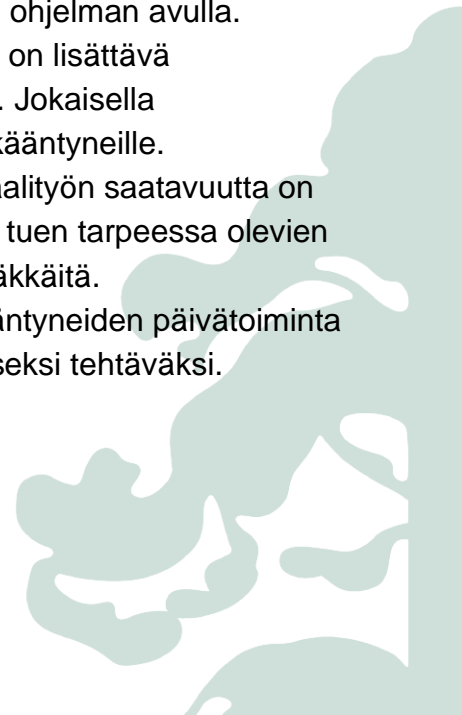 ohjelman avulla.
on lisättävä
. Jokaisella
kääntyneille.
aalityön saatavuutta on
tuen tarpeessa olevien
äkkäitä.
äntyneiden päivätoiminta
seksi tehtäväksi.